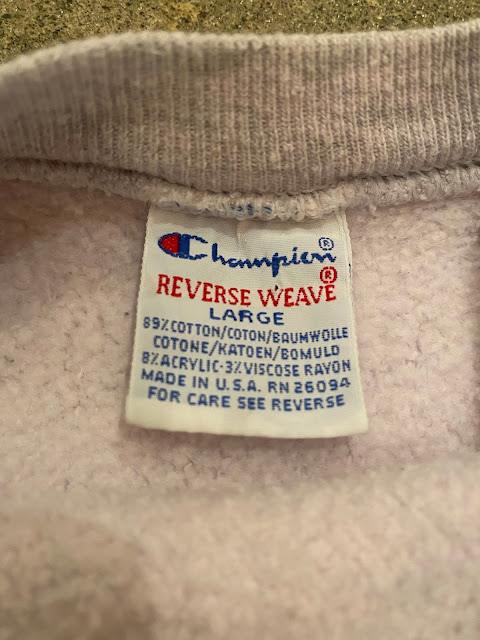 Champion®
REVERSE WEAVE®
LARGE
89% COTTON/COTON/BAUMWOLLE
COTONE/KATOEN/BOMULD
8% ACRYLIC·3% VISCOSE RAYON
MADE IN U.S.A. RN 26094
FOR CARE SEE REVERSE